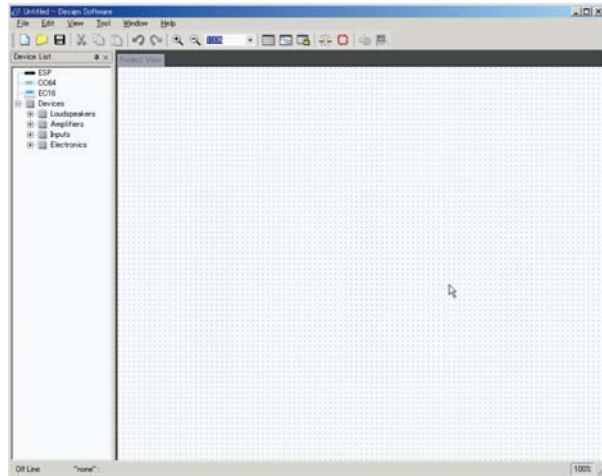 Untitled - Design Software
File Edit View Tool Window Help
100%
Device List
Project View
ESP
CC64
EC16
Devices
Loudspeakers
Amplifiers
Inputs
Electronics
Off Line "none" : 100%